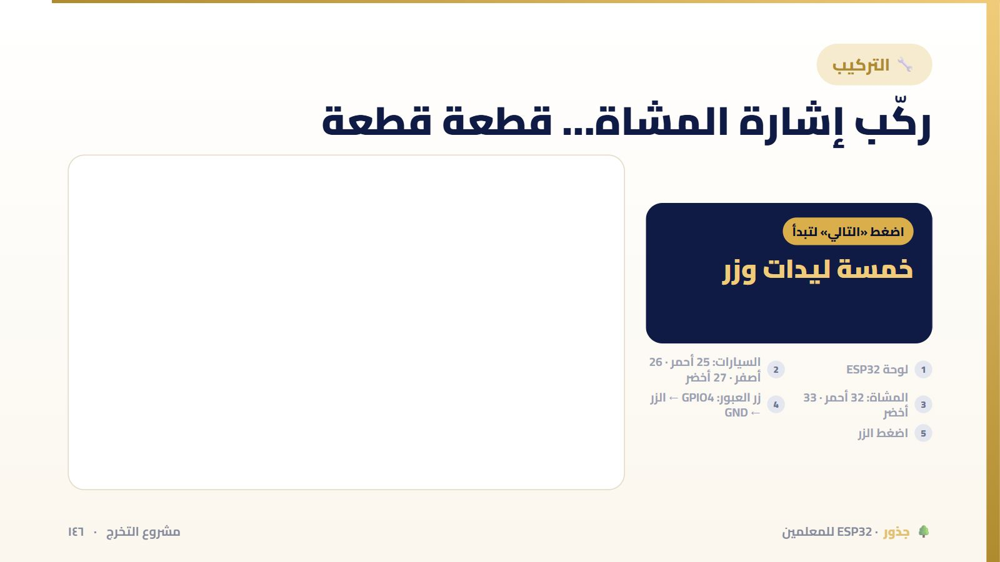 التركيب
ركّب إشارة المشاة... قطعة قطعة
اضغط «التالي» لتبدأ
خمسة ليدات وزر
1 لوحة ESP32
2 السيارات: 25 أحمر · 26
أصفر · 27 أخضر
3 المشاة: 32 أحمر · 33
أخضر
4 زر العبور: GPIO4 ← الزر
← GND
5 اضغط الزر
جذور · ESP32 للمعلمين
مشروع التخرج · ١٤٦